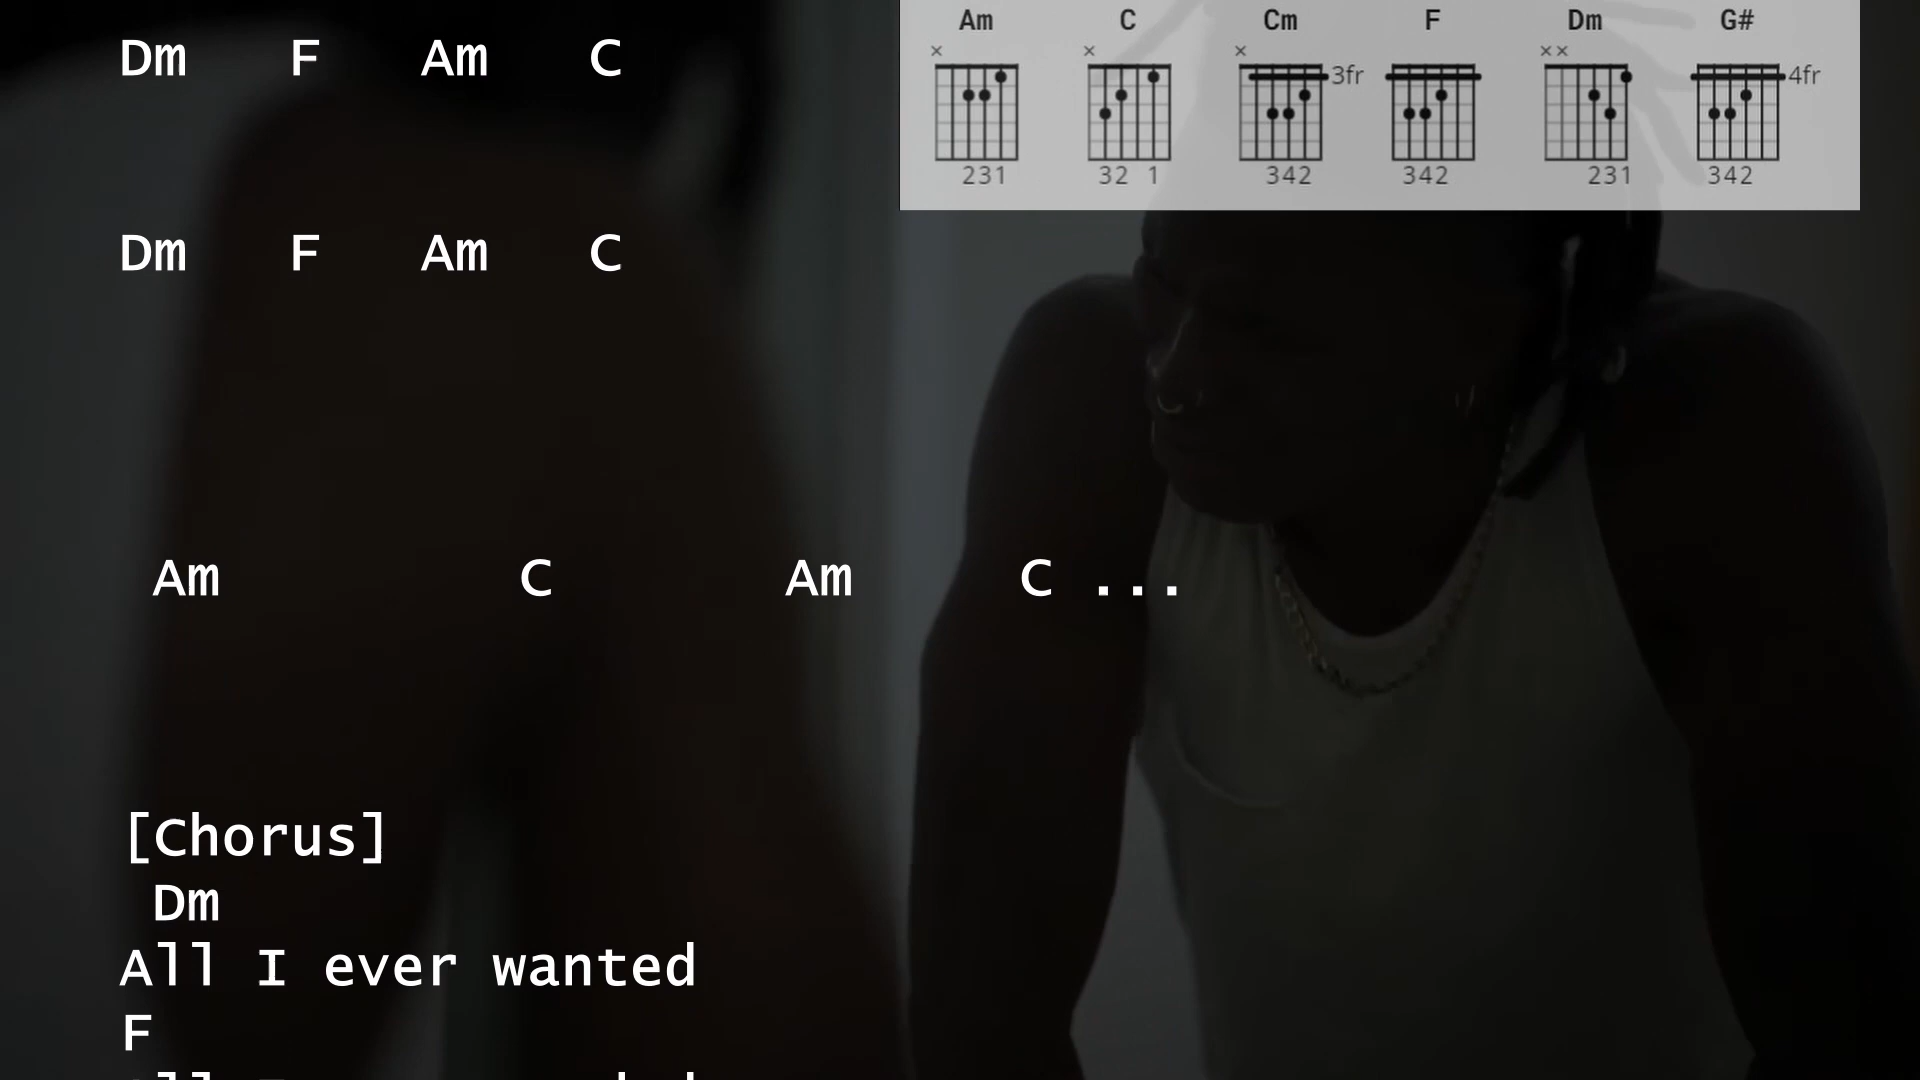 Dm F Am C
Am C Cm F Dm G#
× × × ××
3fr 4fr
231 32 1 342 342 231 342
Dm F Am C
Am C Am C ...
[Chorus]
Dm
All I ever wanted
F